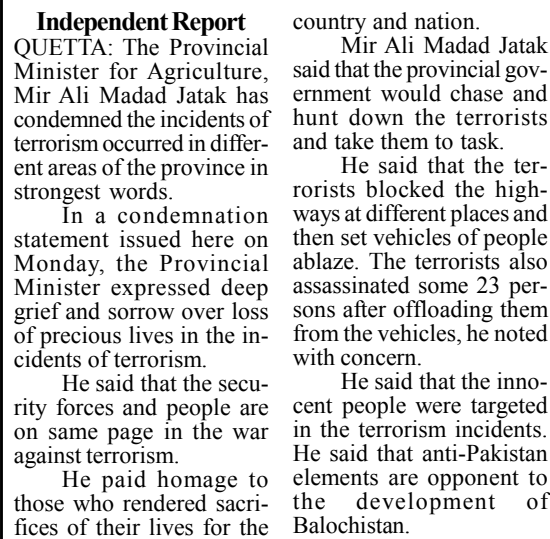 Independent Report
QUETTA: The Provincial
Minister for Agriculture,
Mir Ali Madad Jatak has
condemned the incidents of
terrorism occurred in differ-
ent areas of the province in
strongest words.
In a condemnation
statement issued here on
Monday, the Provincial
Minister expressed deep
grief and sorrow over loss
of precious lives in the in-
cidents of terrorism.
He said that the secu-
rity forces and people are
on same page in the war
against terrorism.
He paid homage to
those who rendered sacri-
fices of their lives for the
country and nation.
Mir Ali Madad Jatak
said that the provincial gov-
ernment would chase and
hunt down the terrorists
and take them to task.
He said that the ter-
rorists blocked the high-
ways at different places and
then set vehicles of people
ablaze. The terrorists also
assassinated some 23 per-
sons after offloading them
from the vehicles, he noted
with concern.
He said that the inno-
cent people were targeted
in the terrorism incidents.
He said that anti-Pakistan
elements are opponent to
the development of
Balochistan.